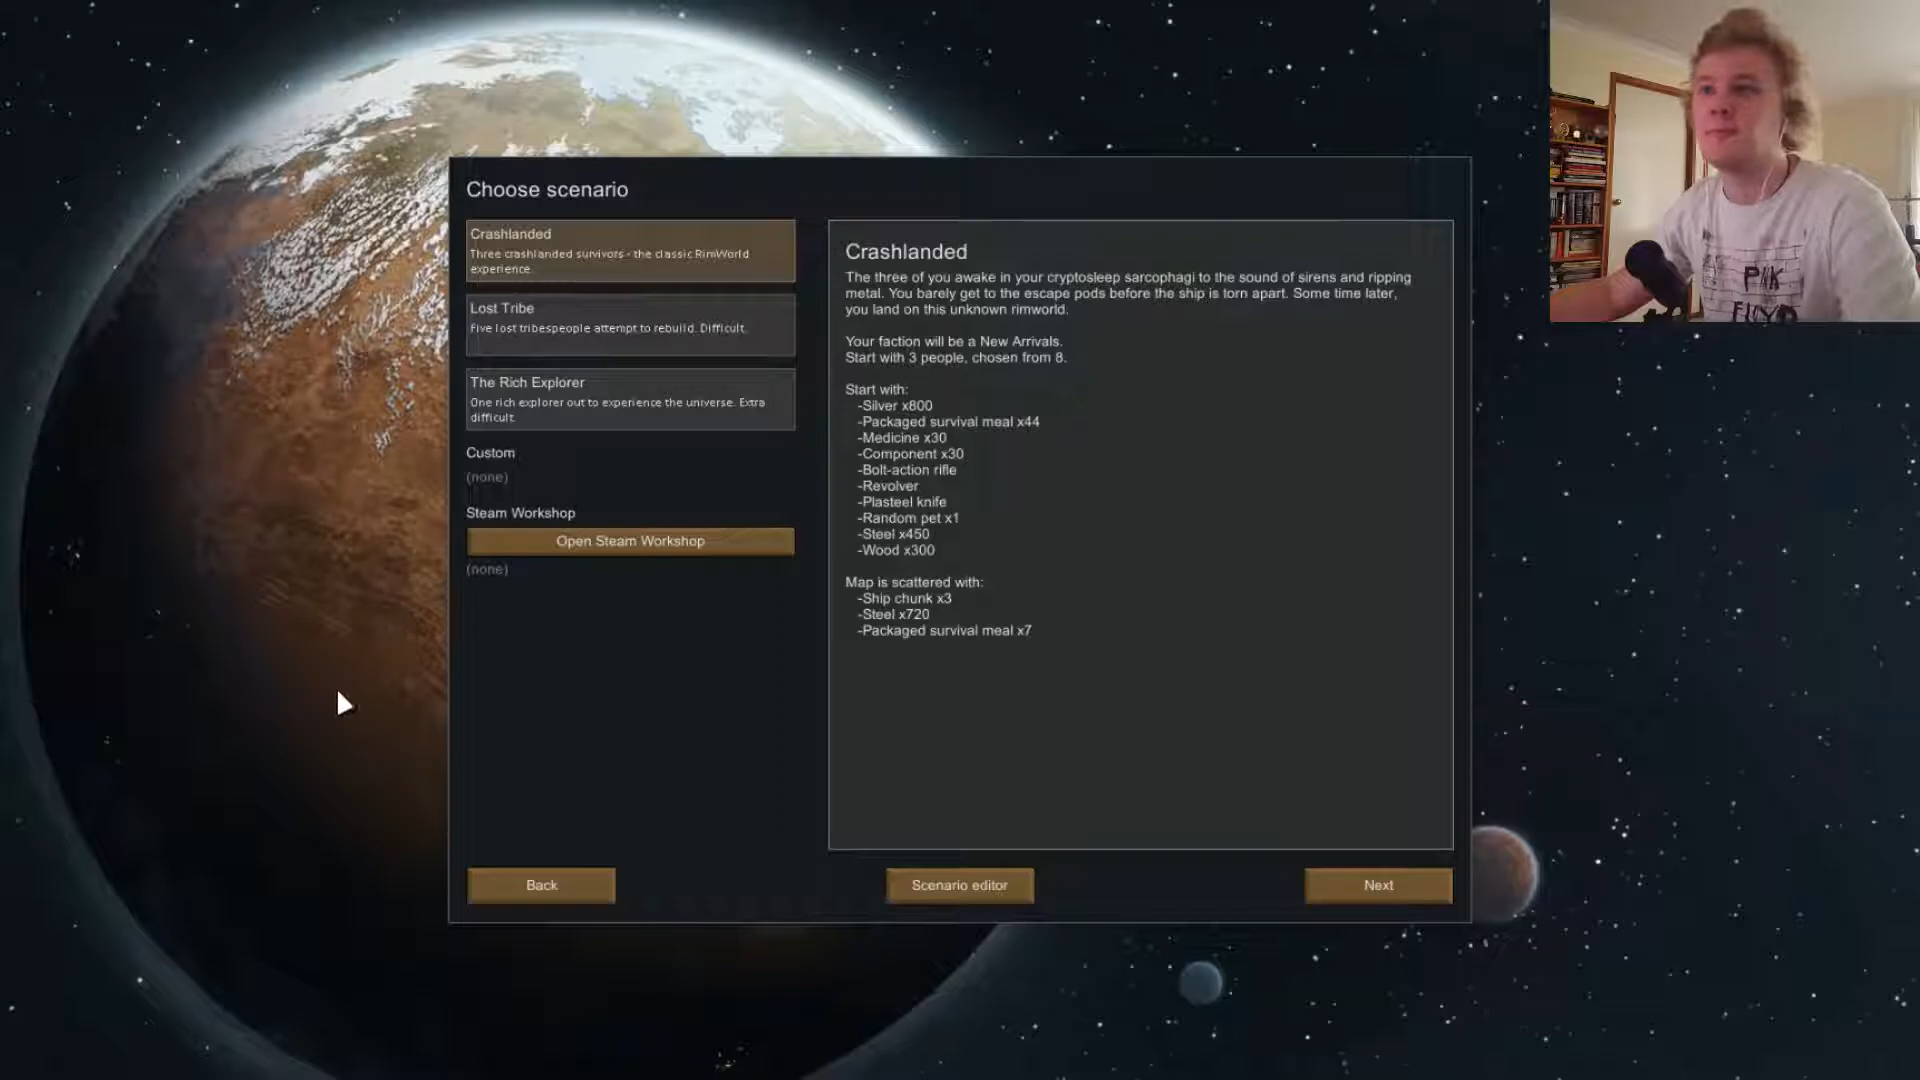 Choose scenario
Crashlanded
Three crashlanded survivors - the classic RimWorld
experience.
Lost Tribe
Five lost tribespeople attempt to rebuild. Difficult.
The Rich Explorer
One rich explorer out to experience the universe. Extra
difficult.
Custom
(none)
Steam Workshop
Open Steam Workshop
(none)
Crashlanded
The three of you awake in your cryptosleep sarcophagi to the sound of sirens and ripping
metal. You barely get to the escape pods before the ship is torn apart. Some time later,
you land on this unknown rimworld.
Your faction will be a New Arrivals.
Start with 3 people, chosen from 8.
Start with:
-Silver x800
-Packaged survival meal x44
-Medicine x30
-Component x30
-Bolt-action rifle
-Revolver
-Plasteel knife
-Random pet x1
-Steel x450
-Wood x300
Map is scattered with:
-Ship chunk x3
-Steel x720
-Packaged survival meal x7
Back
Scenario editor
Next
PINK
FLOYD